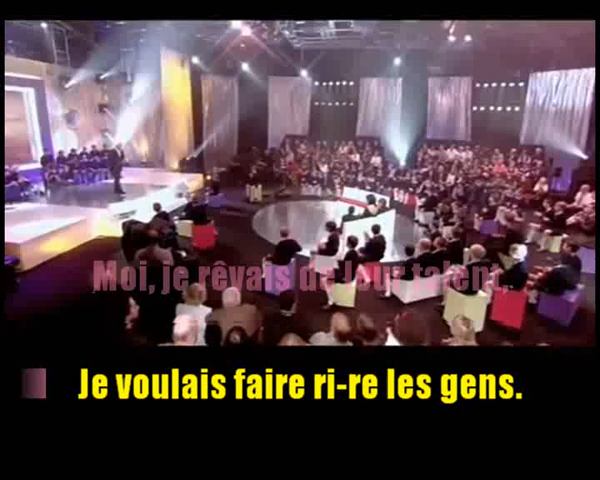 Moi, je rêvais de leur talent,
Je voulais faire ri-re les gens.